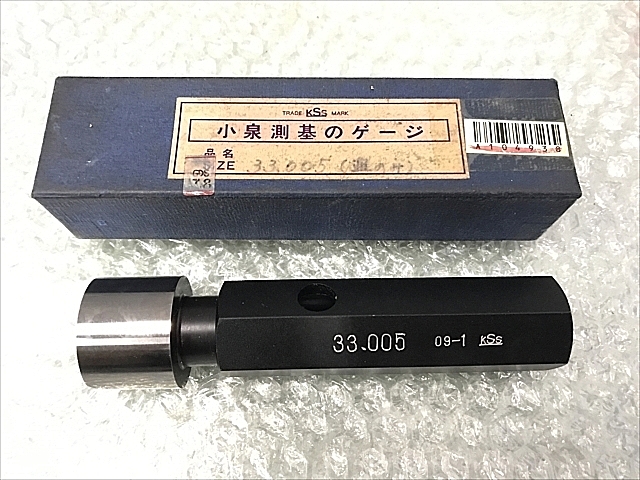 TRADE KSS MARK
小泉測基のゲージ
品名
SIZE 33.005
A104938
33.005 09-1 KSS